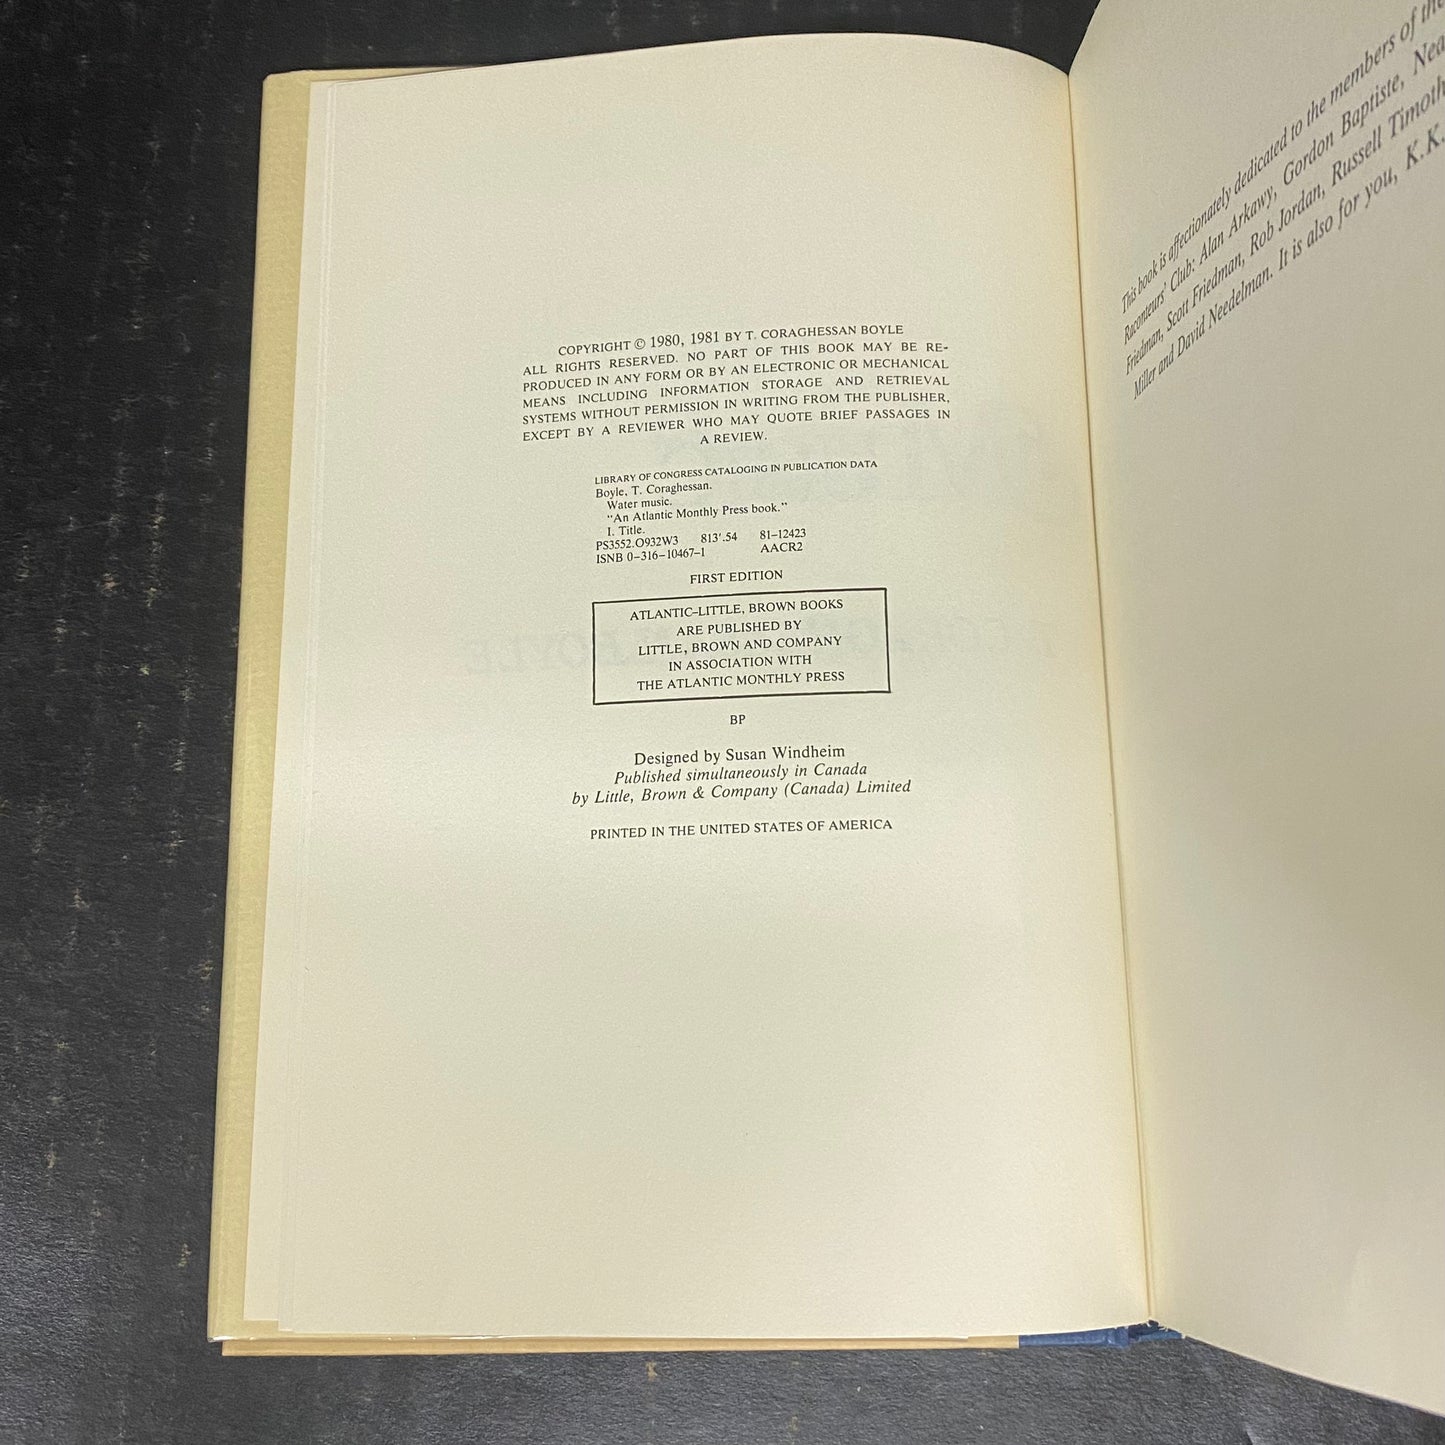 COPYRIGHT © 1980, 1981 BY T. CORAGHESSAN BOYLE
ALL RIGHTS RESERVED. NO PART OF THIS BOOK MAY BE RE-
PRODUCED IN ANY FORM OR BY AN ELECTRONIC OR MECHANICAL
MEANS INCLUDING INFORMATION STORAGE AND RETRIEVAL
SYSTEMS WITHOUT PERMISSION IN WRITING FROM THE PUBLISHER,
EXCEPT BY A REVIEWER WHO MAY QUOTE BRIEF PASSAGES IN
A REVIEW.
LIBRARY OF CONGRESS CATALOGING IN PUBLICATION DATA
Boyle, T. Coraghessan.
Water music.
"An Atlantic Monthly Press book."
I. Title.
PS3552.O932W3 813'.54 81-12423
ISNB 0-316-10467-1 AACR2
FIRST EDITION
ATLANTIC–LITTLE, BROWN BOOKS
ARE PUBLISHED BY
LITTLE, BROWN AND COMPANY
IN ASSOCIATION WITH
THE ATLANTIC MONTHLY PRESS
BP
Designed by Susan Windheim
Published simultaneously in Canada
by Little, Brown & Company (Canada) Limited
PRINTED IN THE UNITED STATES OF AMERICA
This book is affectionately dedicated to the members of the
Raconteurs' Club: Alan Arkawy, Gordon Baptiste, Nea
Friedman, Scott Friedman, Rob Jordan, Russell Timoth
Miller and David Needelman. It is also for you, K.K.